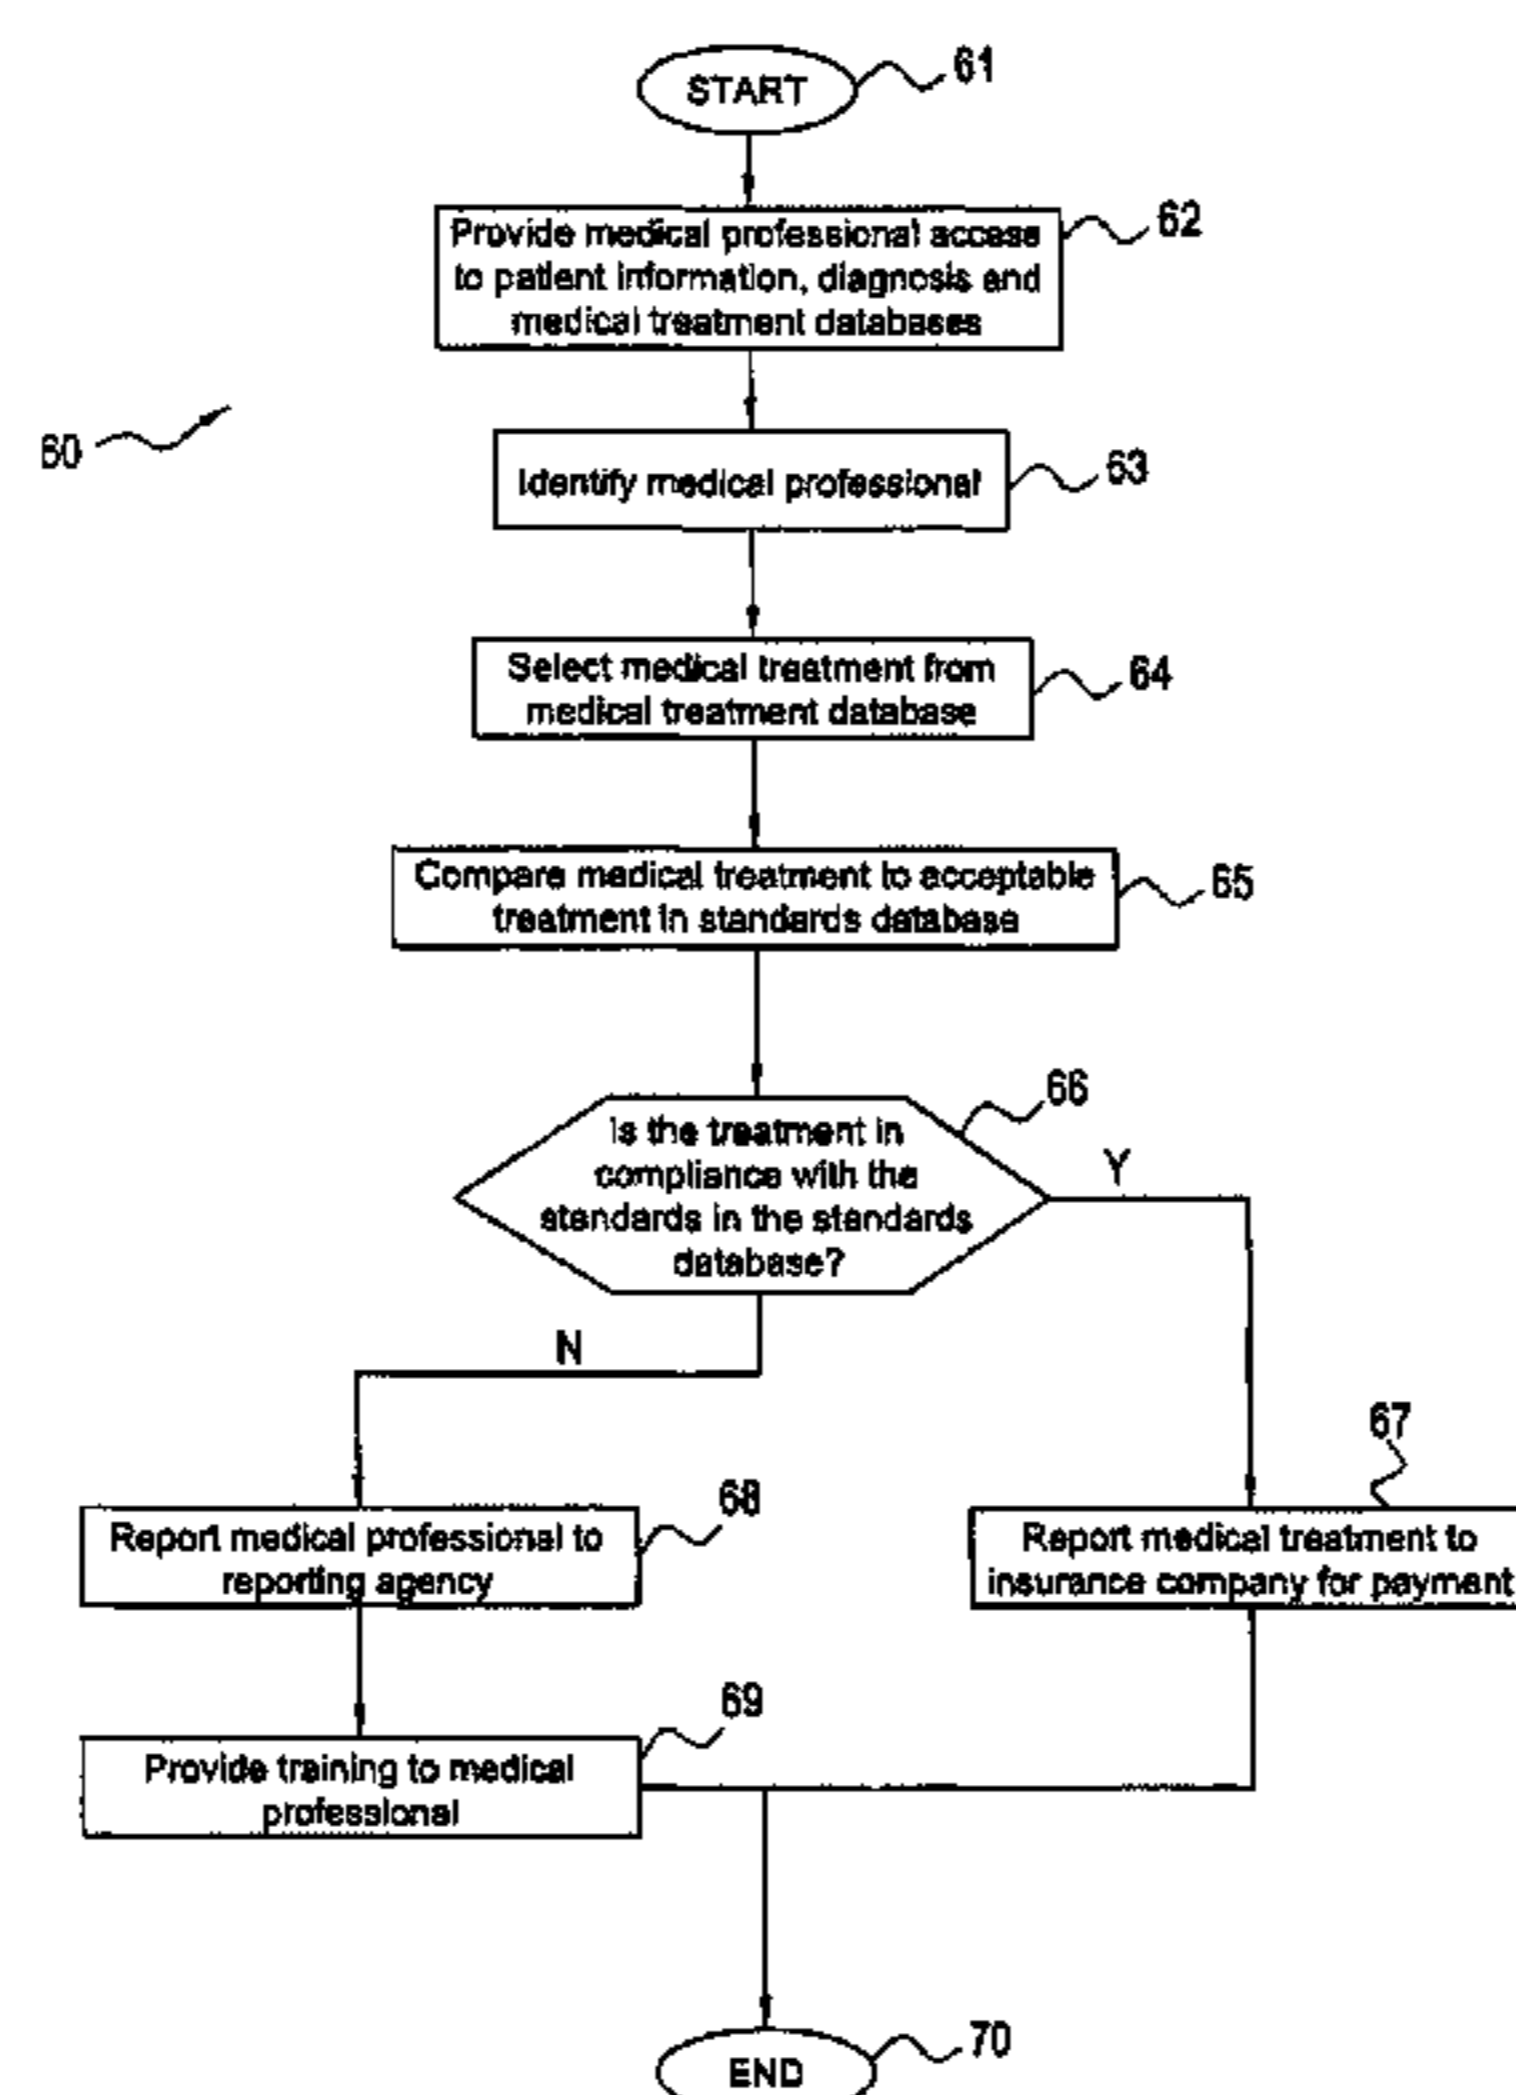 START
61
Provide medical professional access
to patient information, diagnosis and
medical treatment databases
62
60
Identify medical professional
63
Select medical treatment from
medical treatment database
64
Compare medical treatment to acceptable
treatment in standards database
65
66
Is the treatment in
compliance with the
standards in the standards
database?
Y
N
67
68
Report medical professional to
reporting agency
Report medical treatment to
insurance company for payment
69
Provide training to medical
professional
END
70